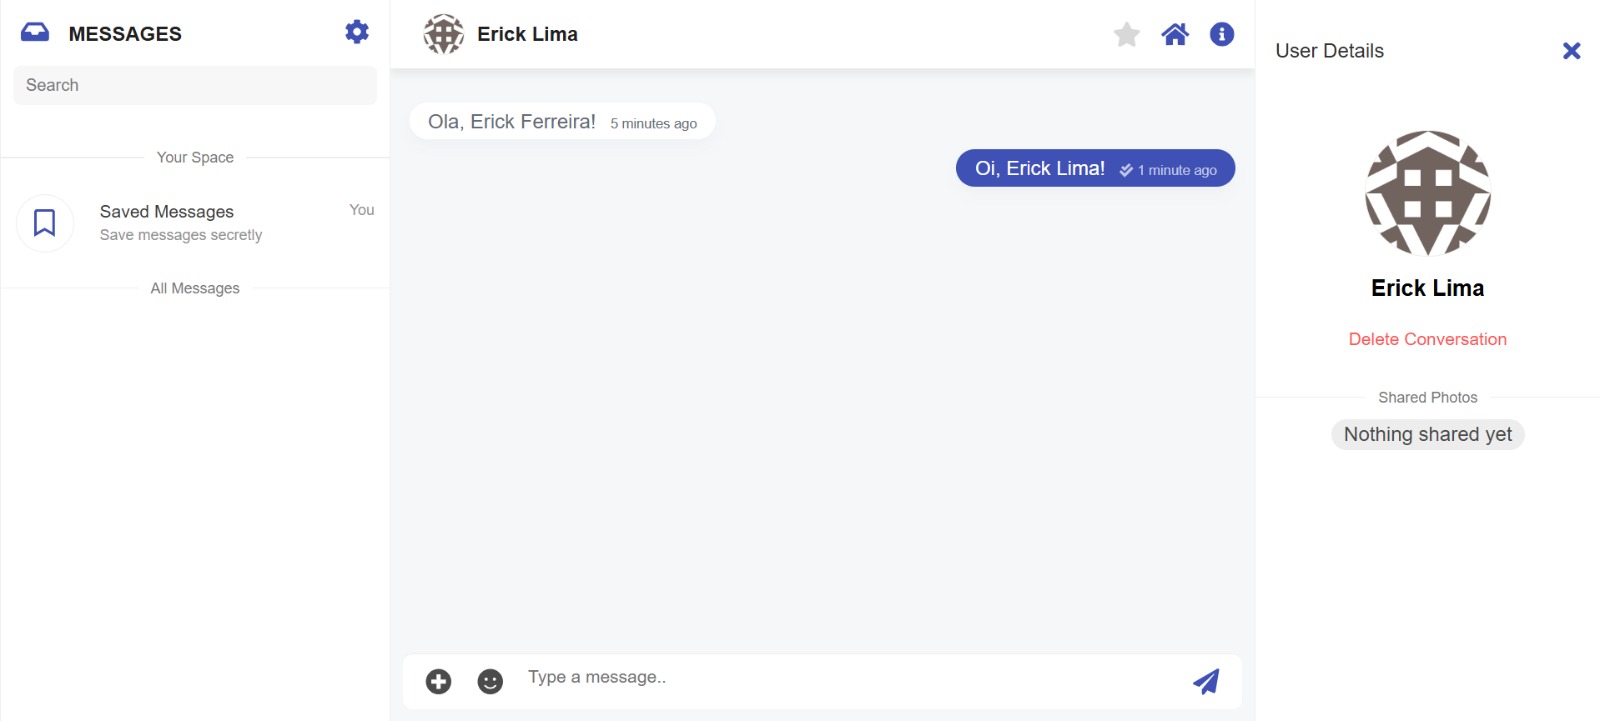 MESSAGES
Search
Your Space
Saved Messages
You
Save messages secretly
All Messages
Erick Lima
Ola, Erick Ferreira! 5 minutes ago
Oi, Erick Lima! 1 minute ago
Type a message..
User Details
Erick Lima
Delete Conversation
Shared Photos
Nothing shared yet